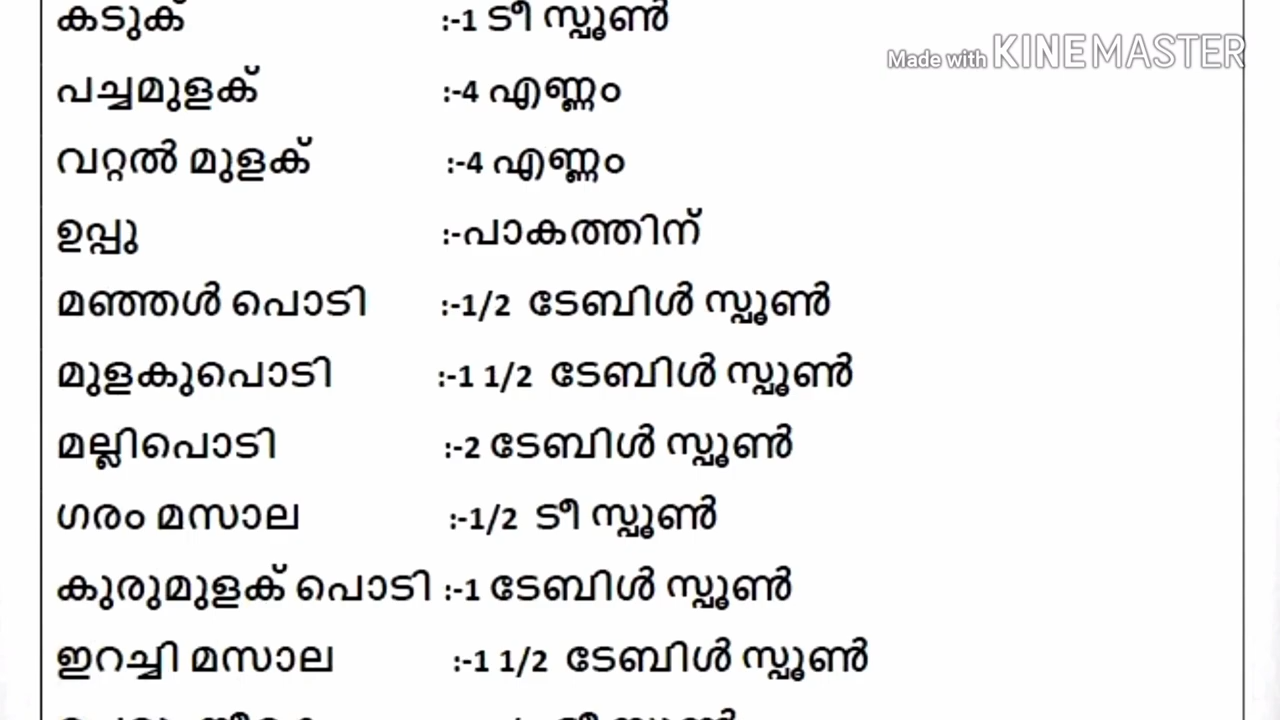 കടുക് :-1 ടീ സ്പൂൺ
Made with KINEMASTER
പച്ചമുളക് :-4 എണ്ണം
വറ്റൽ മുളക് :-4 എണ്ണം
ഉപ്പു :-പാകത്തിന്
മഞ്ഞൾ പൊടി :-1/2 ടേബിൾ സ്പൂൺ
മുളകുപൊടി :-1 1/2 ടേബിൾ സ്പൂൺ
മല്ലിപൊടി :-2 ടേബിൾ സ്പൂൺ
ഗരം മസാല :-1/2 ടീ സ്പൂൺ
കുരുമുളക് പൊടി :-1 ടേബിൾ സ്പൂൺ
ഇറച്ചി മസാല :-1 1/2 ടേബിൾ സ്പൂൺ